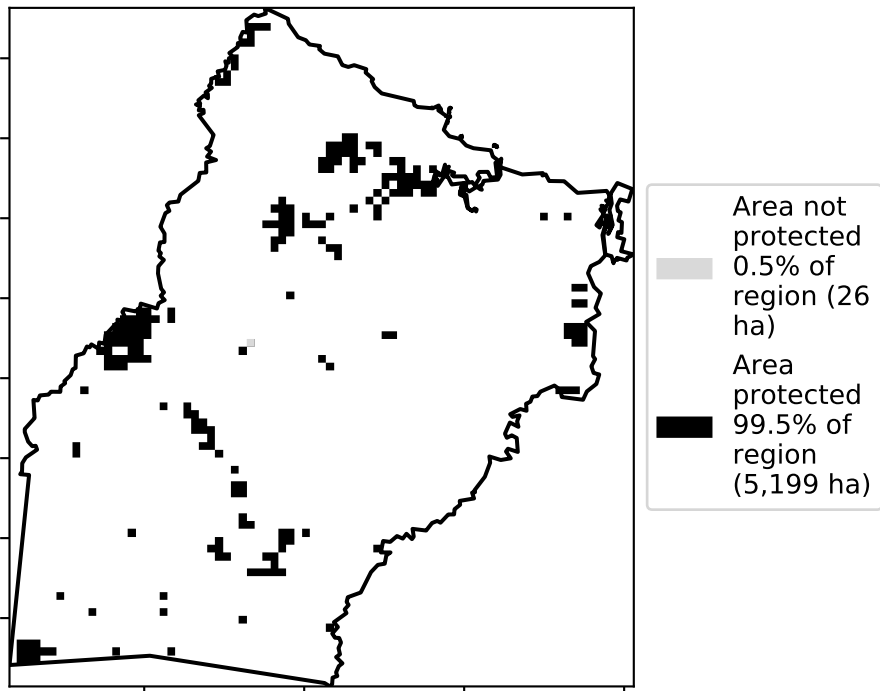 Area not
protected
0.5% of
region (26
ha)
Area
protected
99.5% of
region
(5,199 ha)